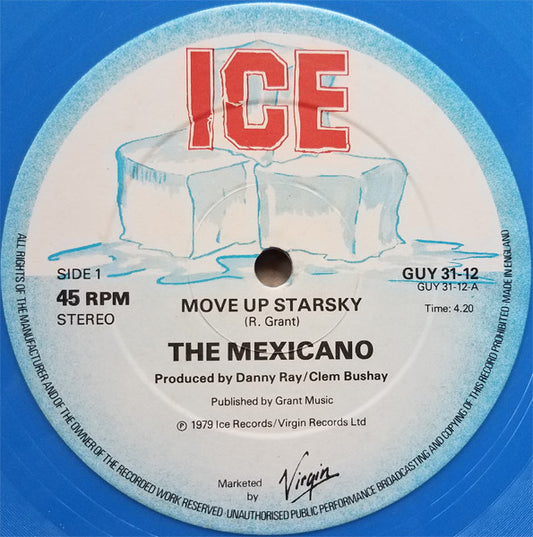 ICE
SIDE 1
45 RPM
STEREO
GUY 31-12
GUY 31-12-A
Time: 4.20
MOVE UP STARSKY
(R. Grant)
THE MEXICANO
Produced by Danny Ray/Clem Bushay
Published by Grant Music
℗ 1979 Ice Records/Virgin Records Ltd
Marketed
by
Virgin
ALL RIGHTS OF THE MANUFACTURER AND OF THE OWNER OF THE RECORDED WORK RESERVED · UNAUTHORISED PUBLIC PERFORMANCE BROADCASTING AND COPYING OF THIS RECORD PROHIBITED · MADE IN ENGLAND